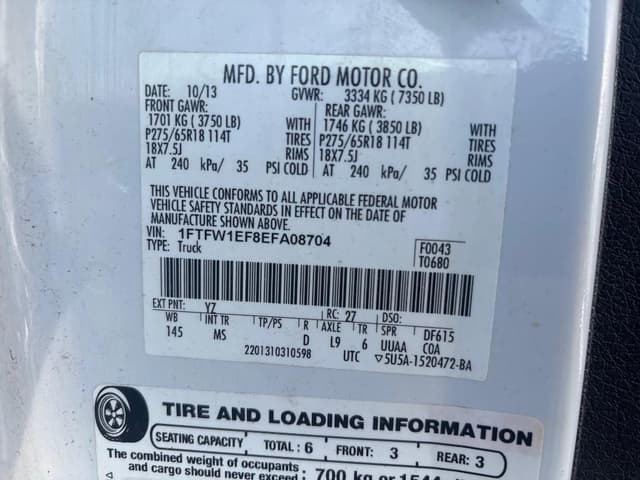 MFD. BY FORD MOTOR CO.
DATE: 10/13 GVWR: 3334 KG ( 7350 LB)
FRONT GAWR: REAR GAWR:
1701 KG ( 3750 LB) WITH 1746 KG ( 3850 LB) WITH
P275/65R18 114T TIRES P275/65R18 114T TIRES
18X7.5J RIMS 18X7.5J RIMS
AT 240 kPa/ 35 PSI COLD AT 240 kPa/ 35 PSI COLD
THIS VEHICLE CONFORMS TO ALL APPLICABLE FEDERAL MOTOR
VEHICLE SAFETY STANDARDS IN EFFECT ON THE DATE OF
MANUFACTURE SHOWN ABOVE.
VIN: 1FTFW1EF8EFA08704 F0043
TYPE: Truck T0680
EXT PNT: YZ RC: 27 DSO:
WB INT TR TP/PS R AXLE TR SPR DF615
145 MS D L9 6 UUAA COA
2201310310598 UTC ▽5U5A-1520472-BA
TIRE AND LOADING INFORMATION
SEATING CAPACITY TOTAL : 6 FRONT: 3 REAR: 3
The combined weight of occupants
and cargo should never exceed: 700 kg or 1544